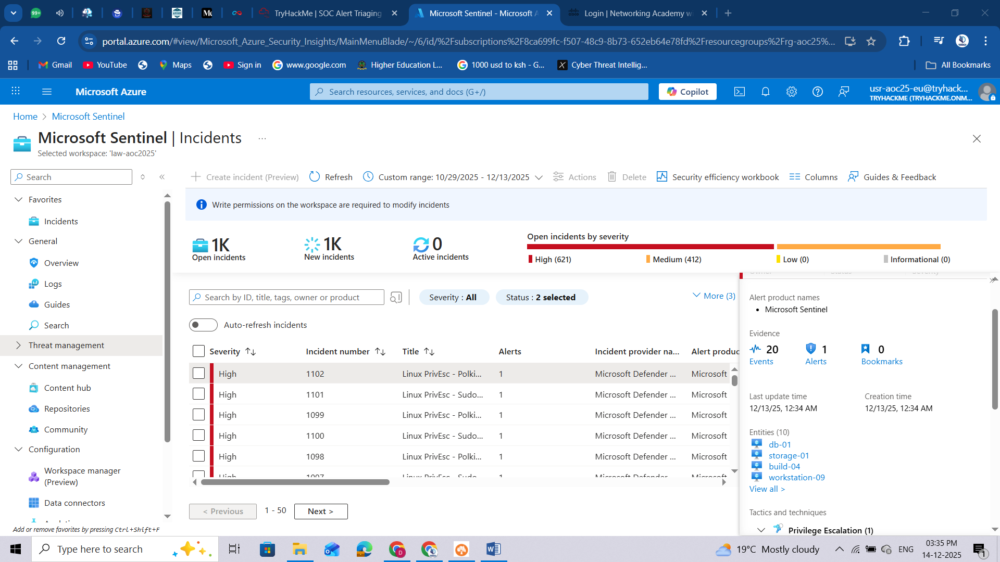 99+
TryHackMe | SOC Alert Triaging
Microsoft Sentinel - Microsoft A
Login | Networking Academy w
portal.azure.com/#view/Microsoft_Azure_Security_Insights/MainMenuBlade/~/6/id/%2Fsubscriptions%2F8ca699fc-f507-48c9-8b73-652eb64e78fd%2Fresourcegroups%2Frg-aoc25%...
Gmail
YouTube
Maps
Sign in
www.google.com
Higher Education L...
1000 usd to ksh - G...
Cyber Threat Intellig...
All Bookmarks
Microsoft Azure
Search resources, services, and docs (G+/)
Copilot
usr-aoc25-eu@tryhack...
TRYHACKME (TRYHACKME.ONM...
Home > Microsoft Sentinel
Microsoft Sentinel | Incidents ...
Selected workspace: 'law-aoc2025'
Search
Create incident (Preview)
Refresh
Custom range: 10/29/2025 - 12/13/2025
Actions
Delete
Security efficiency workbook
Columns
Guides & Feedback
Favorites
Incidents
General
Overview
Logs
Guides
Search
Threat management
Content management
Content hub
Repositories
Community
Configuration
Workspace manager
(Preview)
Data connectors
Add or remove favorites by pressing Ctrl+Shift+F
Write permissions on the workspace are required to modify incidents
1K
Open incidents
1K
New incidents
0
Active incidents
Open incidents by severity
High (621)
Medium (412)
Low (0)
Informational (0)
Search by ID, title, tags, owner or product
Severity : All
Status : 2 selected
More (3)
Auto-refresh incidents
Severity Incident number Title Alerts Incident provider na... Alert produc
High 1102 Linux PrivEsc - Polki... 1 Microsoft Defender ... Microsoft
High 1101 Linux PrivEsc - Sudo... 1 Microsoft Defender ... Microsoft
High 1099 Linux PrivEsc - Polki... 1 Microsoft Defender ... Microsoft
High 1100 Linux PrivEsc - Sudo... 1 Microsoft Defender ... Microsoft
High 1098 Linux PrivEsc - Polki... 1 Microsoft Defender ... Microsoft
High 1097 Linux PrivEsc - Sudo... 1 Microsoft Defender ... Microsoft
< Previous
1 - 50
Next >
Owner Status Severity
Alert product names
Microsoft Sentinel
Evidence
20
Events
1
Alerts
0
Bookmarks
Last update time
12/13/25, 12:34 AM
Creation time
12/13/25, 12:34 AM
Entities (10)
db-01
storage-01
build-04
workstation-09
View all >
Tactics and techniques
Privilege Escalation (1)
Type here to search
19°C Mostly cloudy
ENG
03:35 PM
14-12-2025
1